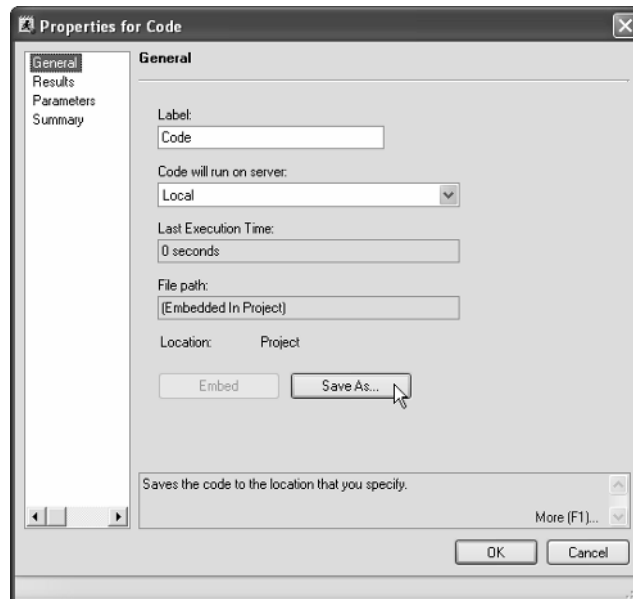 Properties for Code
General
Results
Parameters
Summary
General
Label:
Code
Code will run on server:
Local
Last Execution Time:
0 seconds
File path:
(Embedded In Project)
Location: Project
Embed Save As...
Saves the code to the location that you specify.
More (F1)...
OK Cancel